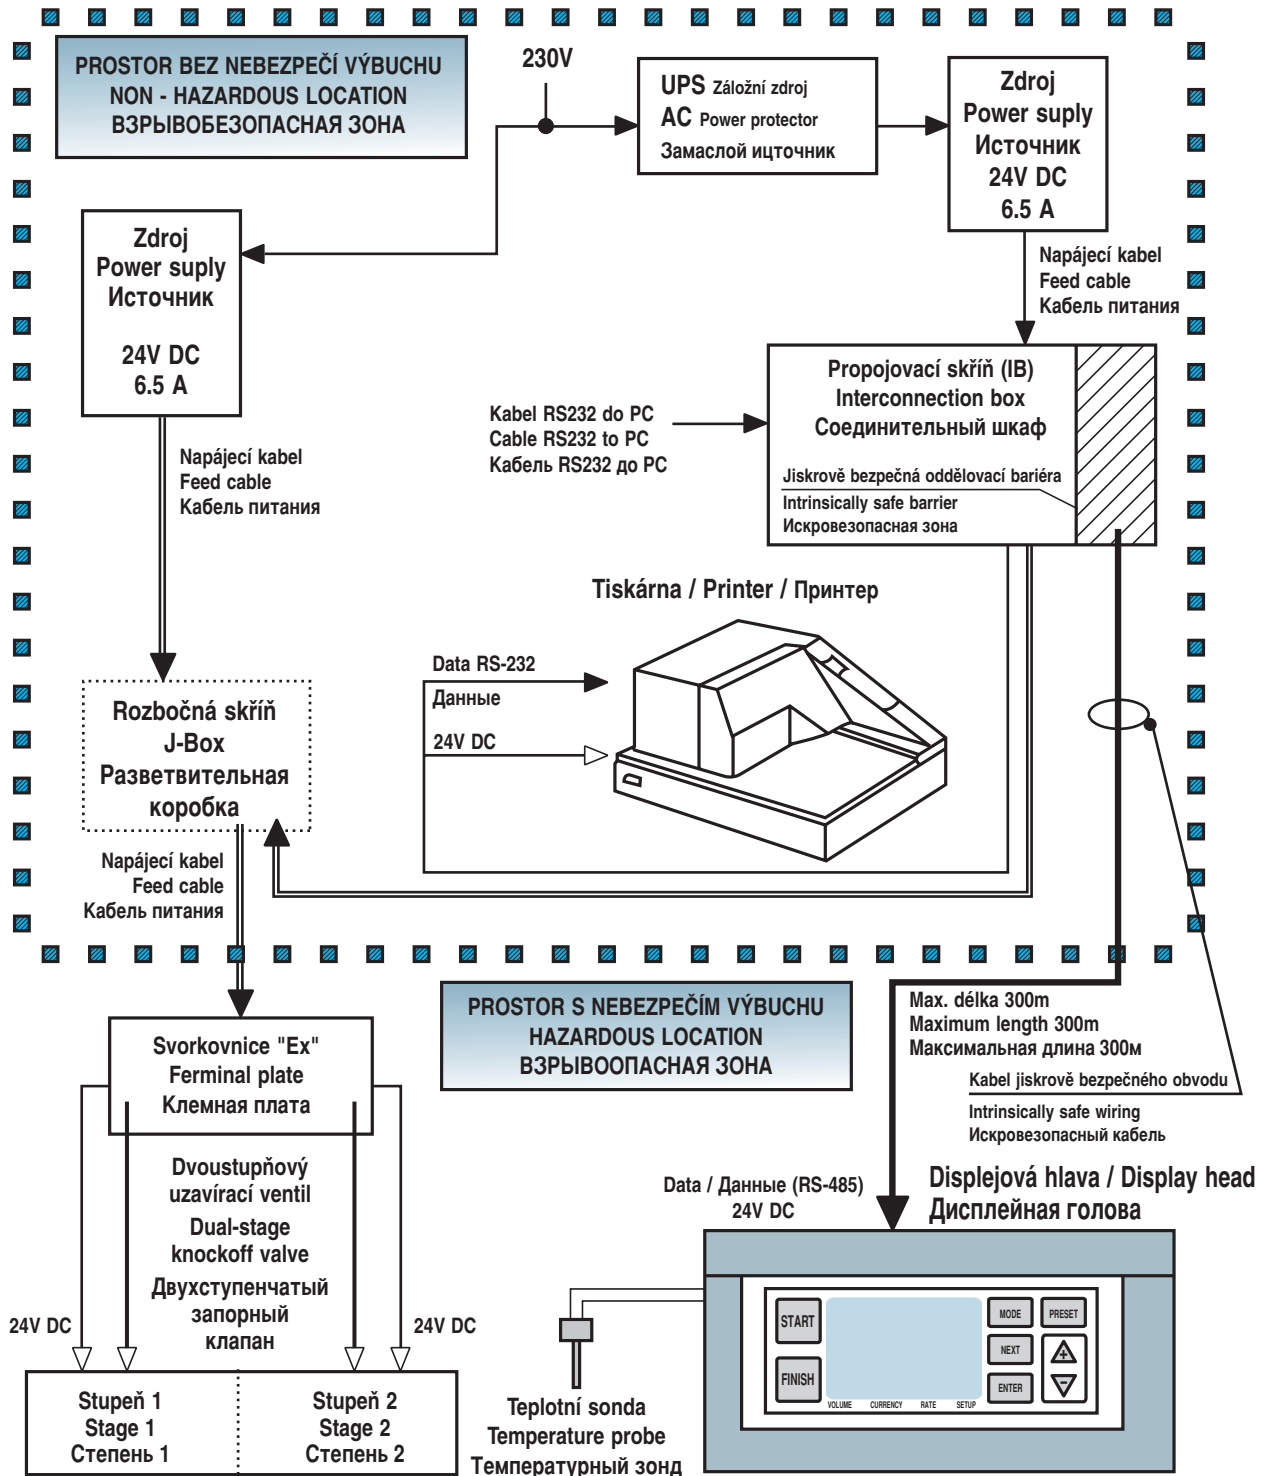 PROSTOR BEZ NEBEZPEČÍ VÝBUCHU
NON - HAZARDOUS LOCATION
ВЗРЫВОБЕЗОПАСНАЯ ЗОНА
230V
UPS Záložní zdroj
AC Power protector
Замаслой ицточник
Zdroj
Power suply
Источник
24V DC
6.5 A
Zdroj
Power suply
Источник
24V DC
6.5 A
Napájecí kabel
Feed cable
Кабель питания
Propojovací skříň (IB)
Interconnection box
Соединительный шкаф
Jiskrově bezpečná oddělovací bariéra
Intrinsically safe barrier
Искровезопасная зона
Kabel RS232 do PC
Cable RS232 to PC
Кабель RS232 до PC
Napájecí kabel
Feed cable
Кабель питания
Tiskárna / Printer / Принтер
Data RS-232
Данные
24V DC
Rozbočná skříň
J-Box
Разветвительная
коробка
Napájecí kabel
Feed cable
Кабель питания
PROSTOR S NEBEZPEČÍM VÝBUCHU
HAZARDOUS LOCATION
ВЗРЫВООПАСНАЯ ЗОНА
Max. délka 300m
Maximum length 300m
Максимальная длина 300м
Kabel jiskrově bezpečného obvodu
Intrinsically safe wiring
Искровезопасный кабель
Svorkovnice "Ex"
Ferminal plate
Клемная плата
Dvoustupňový
uzavírací ventil
Dual-stage
knockoff valve
Двухступенчатый
запорный
клапан
24V DC
24V DC
Stupeň 1
Stage 1
Степень 1
Stupeň 2
Stage 2
Степень 2
Data / Данные (RS-485)
24V DC
Displejová hlava / Display head
Дисплейная голова
START
FINISH
MODE
PRESET
NEXT
ENTER
+
-
VOLUME CURRENCY RATE SETUP
Teplotní sonda
Temperature probe
Температурный зонд